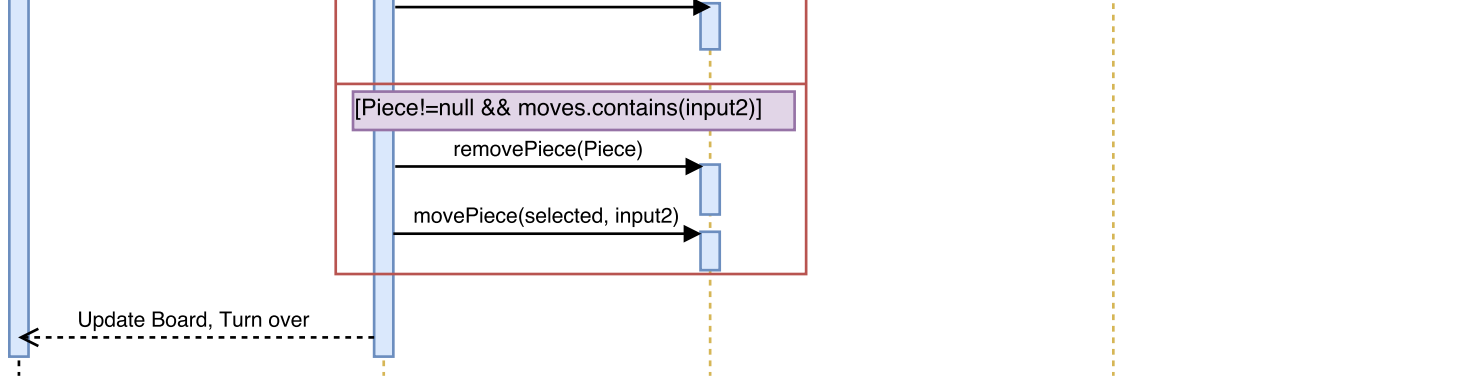 [Piece!=null && moves.contains(input2)]
removePiece(Piece)
movePiece(selected, input2)
Update Board, Turn over